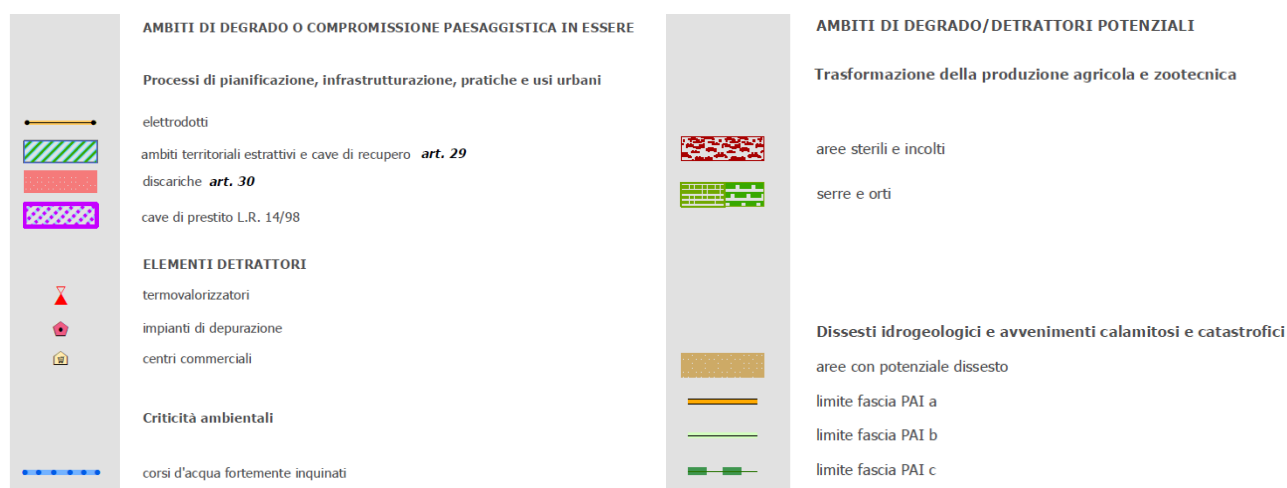 AMBITI DI DEGRADO O COMPROMISSIONE PAESAGGISTICA IN ESSERE
Processi di pianificazione, infrastrutturazione, pratiche e usi urbani
elettrodotti
ambiti territoriali estrattivi e cave di recupero art. 29
discariche art. 30
cave di prestito L.R. 14/98
ELEMENTI DETRATTORI
termovalorizzatori
impianti di depurazione
centri commerciali
Criticità ambientali
corsi d'acqua fortemente inquinati
AMBITI DI DEGRADO/DETRATTORI POTENZIALI
Trasformazione della produzione agricola e zootecnica
aree sterili e incolti
serre e orti
Dissesti idrogeologici e avvenimenti calamitosi e catastrofici
aree con potenziale dissesto
limite fascia PAI a
limite fascia PAI b
limite fascia PAI c